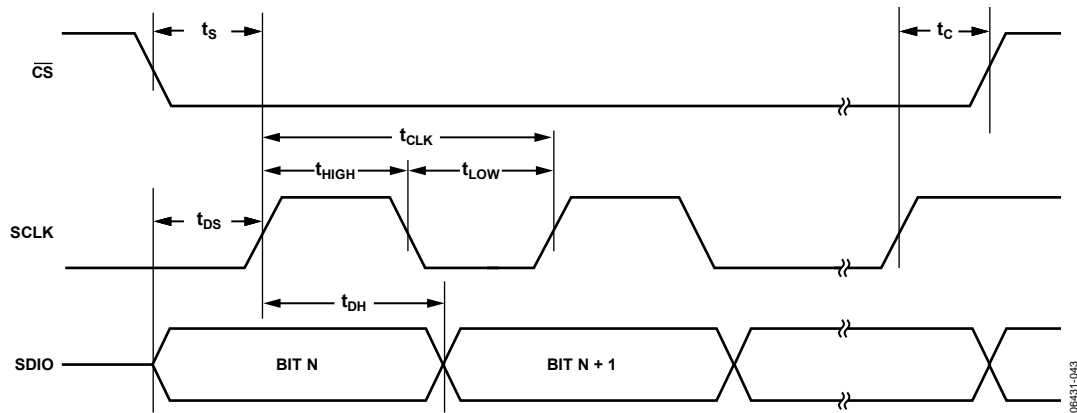 tS
tC
CS
tCLK
tHIGH
tLOW
tDS
SCLK
tDH
SDIO
BIT N
BIT N + 1
06431-043